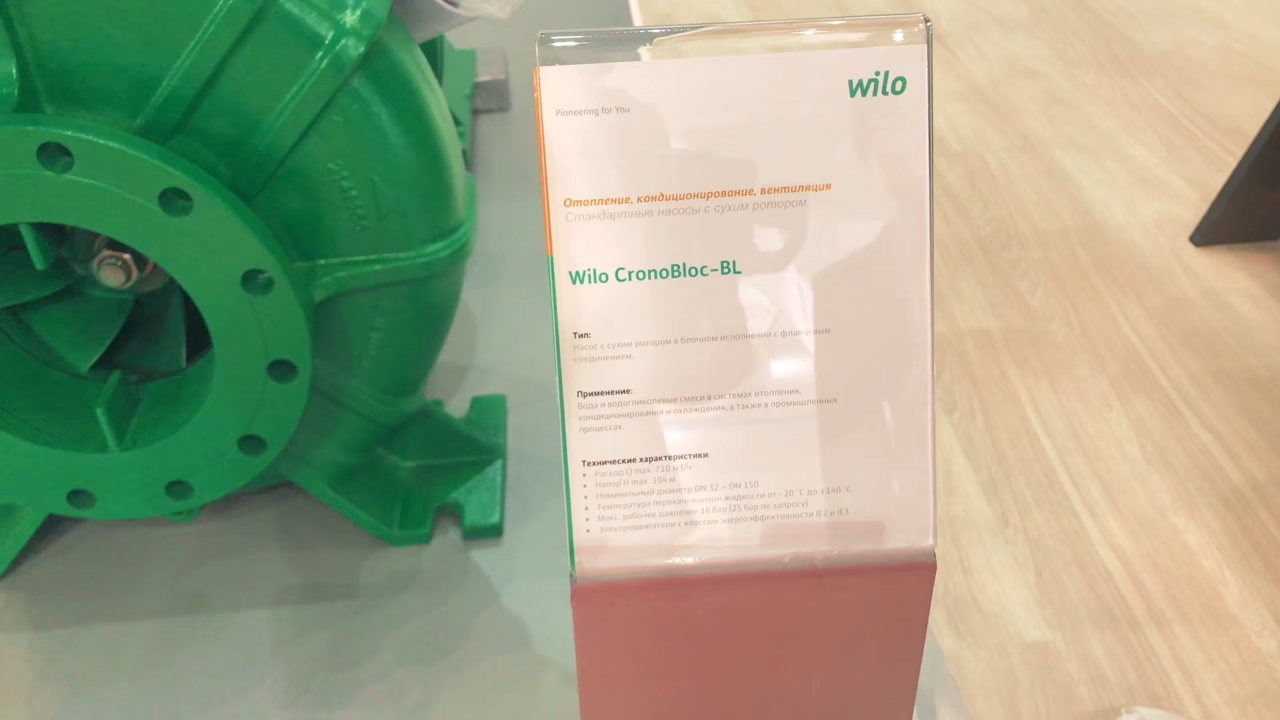 wilo
Pioneering for You
Отопление, кондиционирование, вентиляция
Стандартные насосы с сухим ротором
Wilo CronoBloc-BL
Тип:
Насос с сухим ротором в блочном исполнении с фланцевым
соединением.
Применение:
Вода и водогликолевые смеси в системах отопления,
кондиционирования и охлаждения, а также в промышленных
процессах.
Технические характеристики:
• Расход Q max. 710 м3/ч
• Напор H max. 104 м
• Номинальный диаметр DN 32 – DN 150
• Температура перекачиваемой жидкости от -20 °C до +140 °C
• Макс. рабочее давление 16 бар (25 бар по запросу)
• Электродвигатели с классом энергоэффективности IE2 и IE3